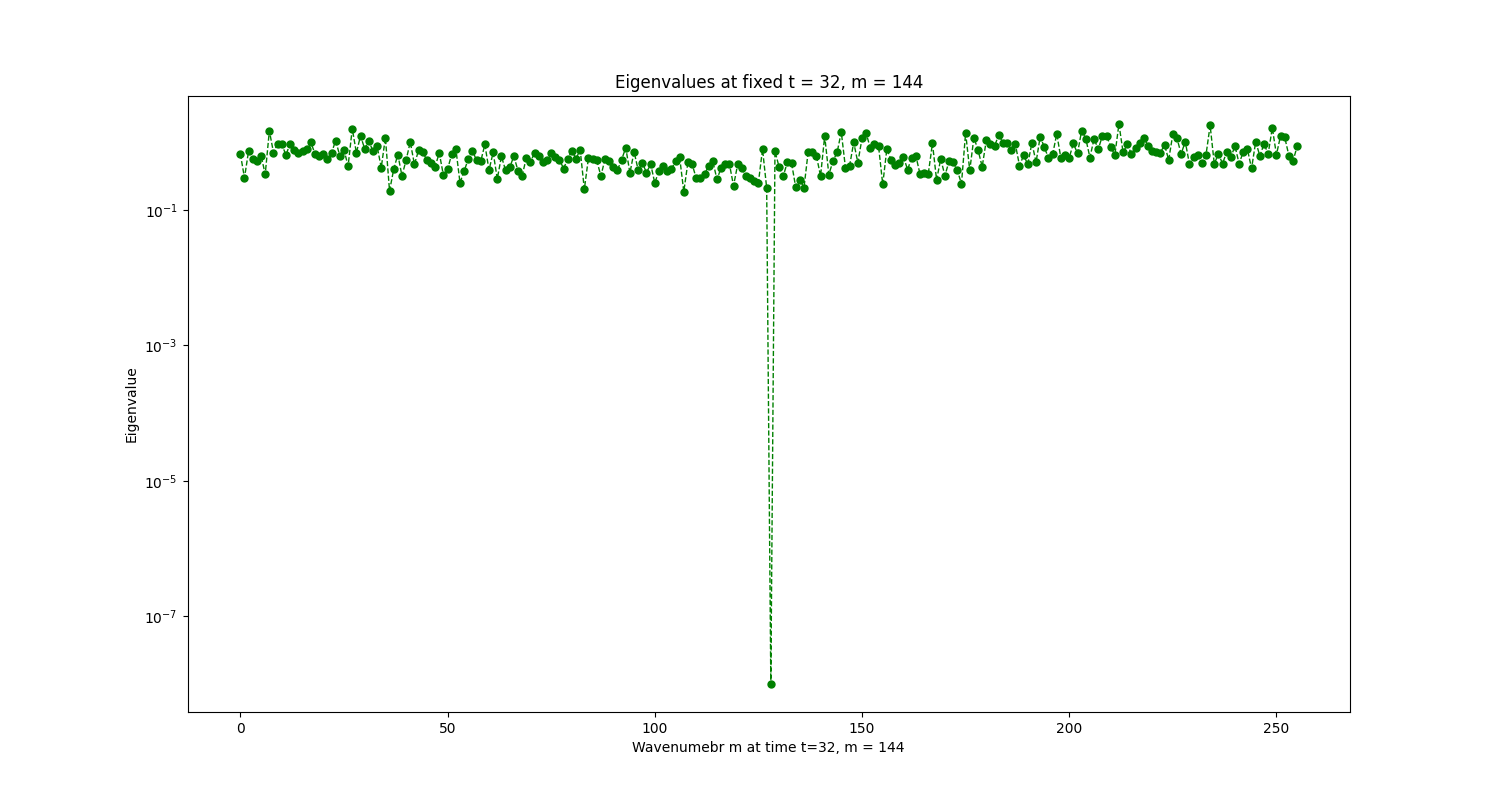 Eigenvalues at fixed t = 32, m = 144
Eigenvalue
10⁻¹
10⁻³
10⁻⁵
10⁻⁷
0 50 100 150 200 250
Wavenumebr m at time t=32, m = 144